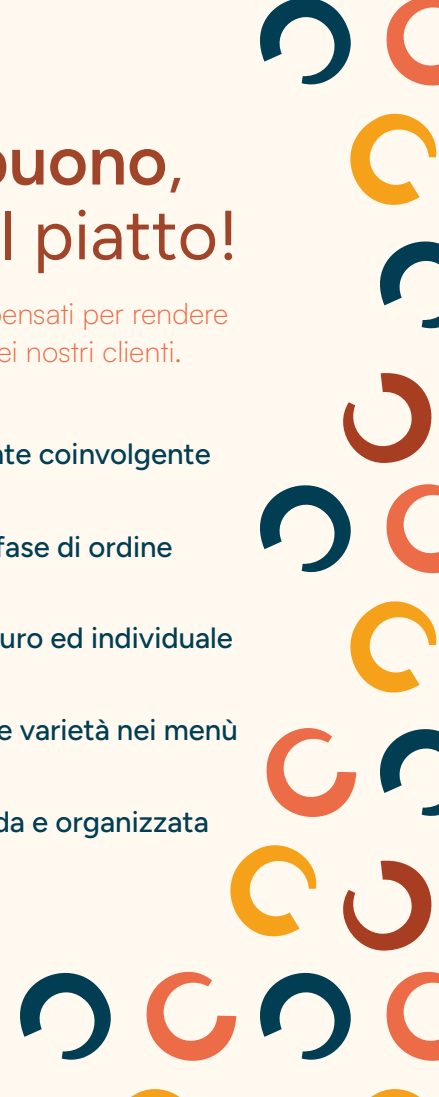 buono,
l piatto!
pensati per rendere
ei nostri clienti.
te coinvolgente
fase di ordine
uro ed individuale
e varietà nei menù
da e organizzata